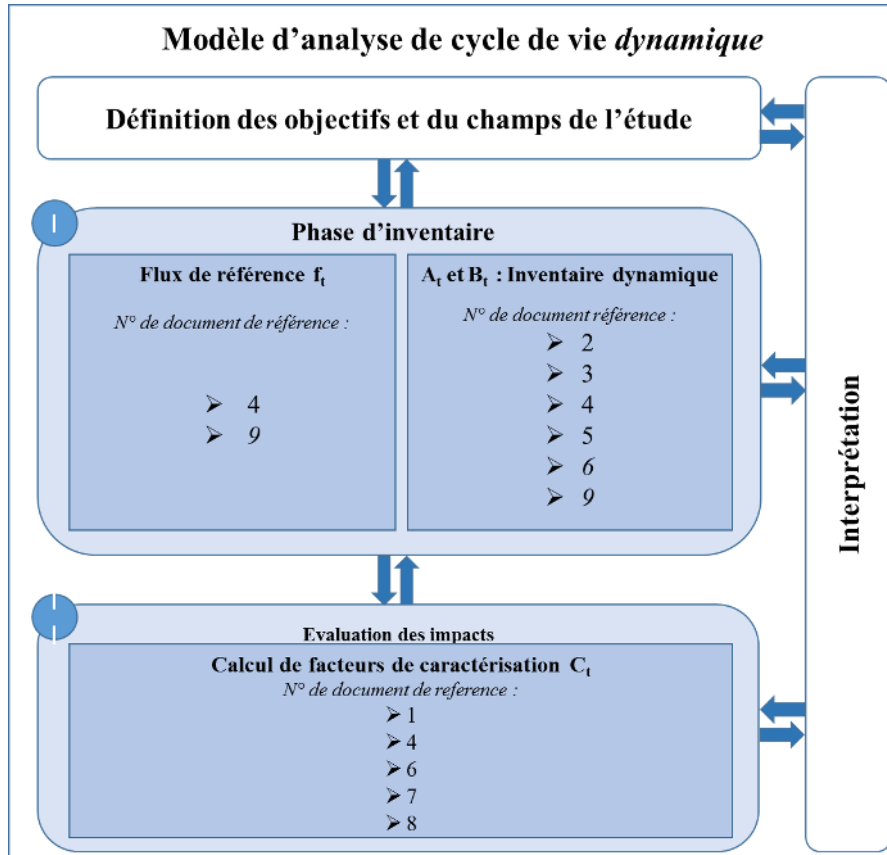 Modèle d’analyse de cycle de vie dynamique
Définition des objectifs et du champs de l’étude
I
Phase d’inventaire
Flux de référence fₜ
N° de document de référence :
➢ 4
➢ 9
Aₜ et Bₜ : Inventaire dynamique
N° de document référence :
➢ 2
➢ 3
➢ 4
➢ 5
➢ 6
➢ 9
Evaluation des impacts
Calcul de facteurs de caractérisation Cₜ
N° de document de reference :
➢ 1
➢ 4
➢ 6
➢ 7
➢ 8
Interprétation